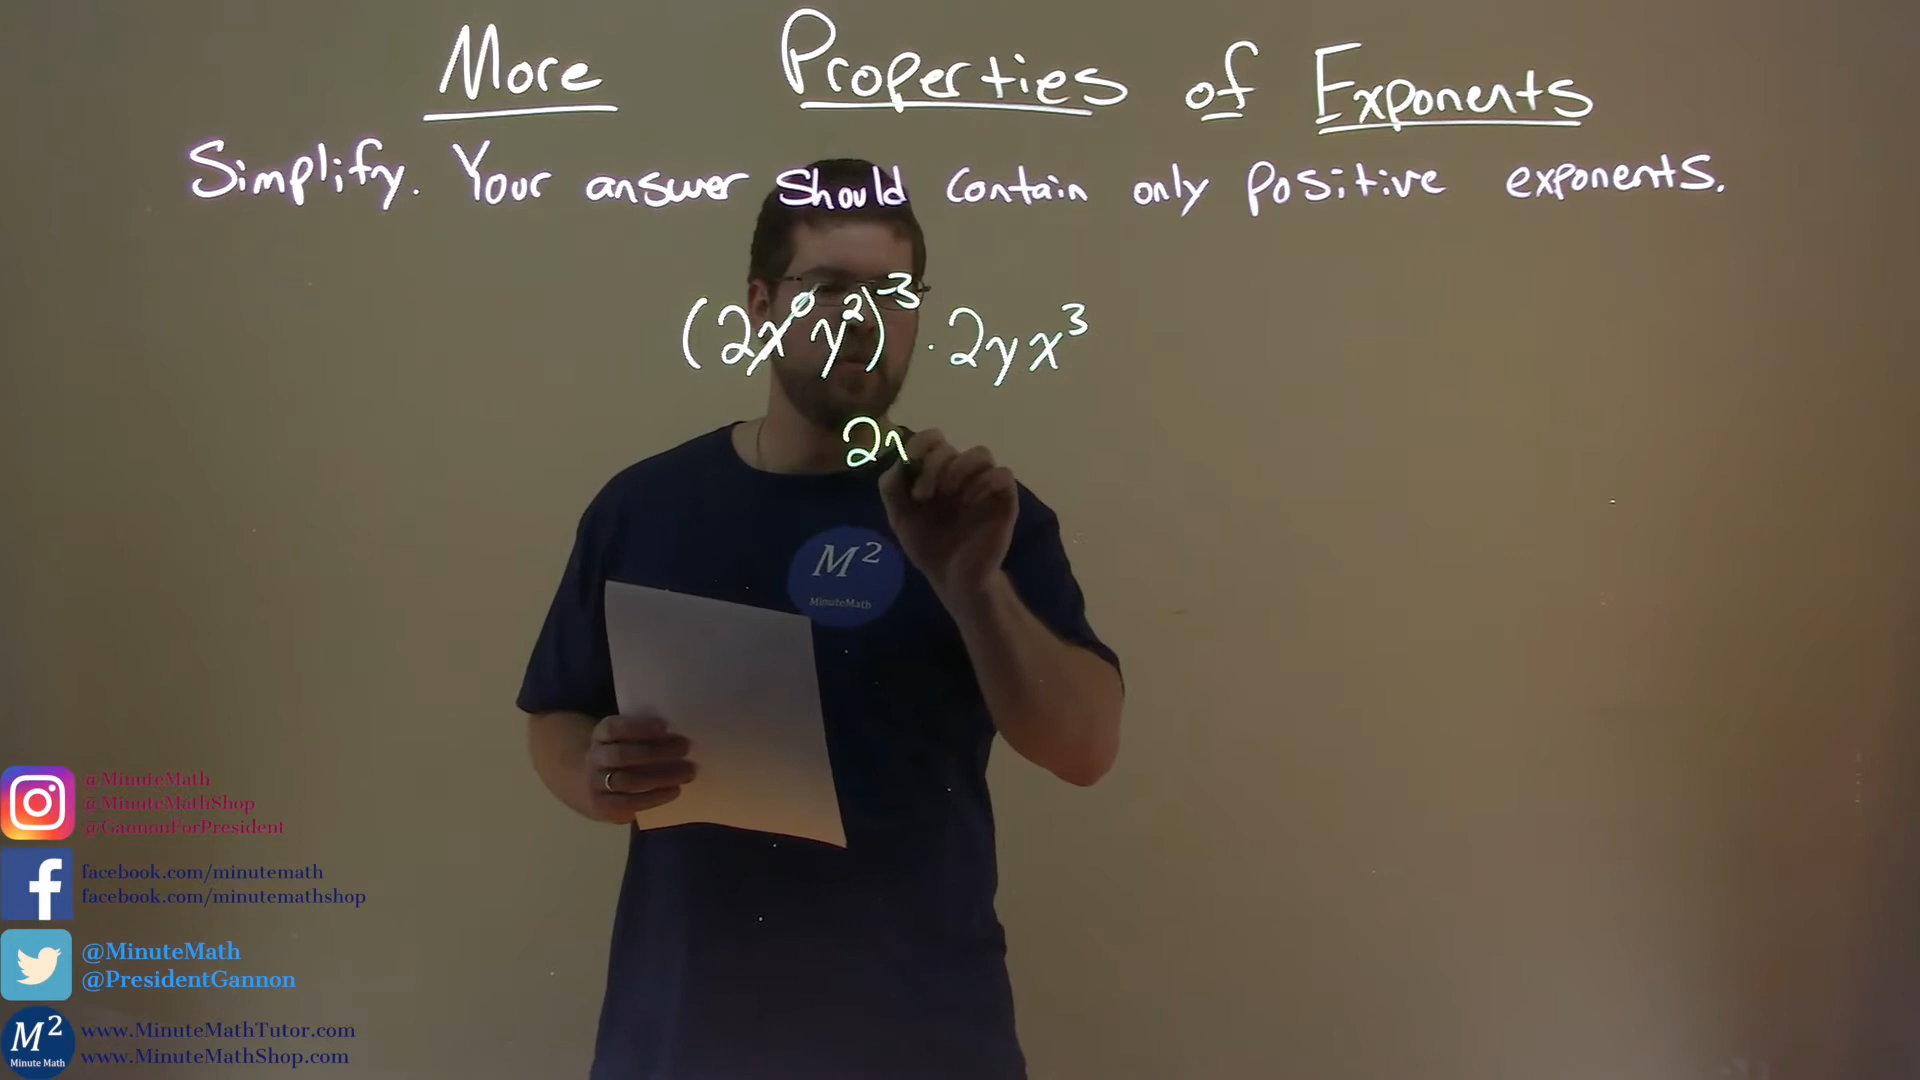 More Properties of Exponents
Simplify. Your answer should contain only positive exponents.
(2x⁰y²)⁻³ · 2yx³
2
M²
MinuteMath
@MinuteMath
@MinuteMathShop
@GannonForPresident
facebook.com/minutemath
facebook.com/minutemathshop
@MinuteMath
@PresidentGannon
M²
Minute Math
www.MinuteMathTutor.com
www.MinuteMathShop.com